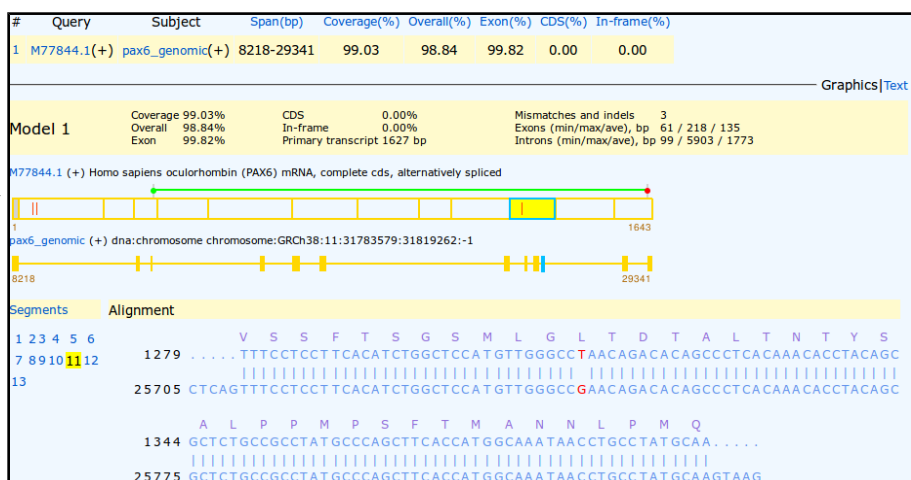 # Query Subject Span(bp) Coverage(%) Overall(%) Exon(%) CDS(%) In-frame(%)
1 M77844.1(+) pax6_genomic(+) 8218-29341 99.03 98.84 99.82 0.00 0.00
Graphics|Text
Model 1
Coverage 99.03% CDS 0.00% Mismatches and indels 3
Overall 98.84% In-frame 0.00% Exons (min/max/ave), bp 61 / 218 / 135
Exon 99.82% Primary transcript 1627 bp Introns (min/max/ave), bp 99 / 5903 / 1773
M77844.1 (+) Homo sapiens oculorhombin (PAX6) mRNA, complete cds, alternatively spliced
1 1643
pax6_genomic (+) dna:chromosome chromosome:GRCh38:11:31783579:31819262:-1
8218 29341
Segments Alignment
1 2 3 4 5 6
7 8 9 10 11 12
13
V S S F T S G S M L G L T D T A L T N T Y S
1279 .....TTTCCTCCTTCACATCTGGCTCCATGTTGGGCCTAACAGACACAGCCCTCACAAACACCTACAGC
25705 CTCAGTTTCCTCCTTCACATCTGGCTCCATGTTGGGCCGAACAGACACAGCCCTCACAAACACCTACAGC
A L P P M P S F T M A N N L P M Q
1344 GCTCTGCCGCCTATGCCCAGCTTCACCATGGCAAATAACCTGCCTATGCAA.....
25775 GCTCTGCCGCCTATGCCCAGCTTCACCATGGCAAATAACCTGCCTATGCAAGTAAG